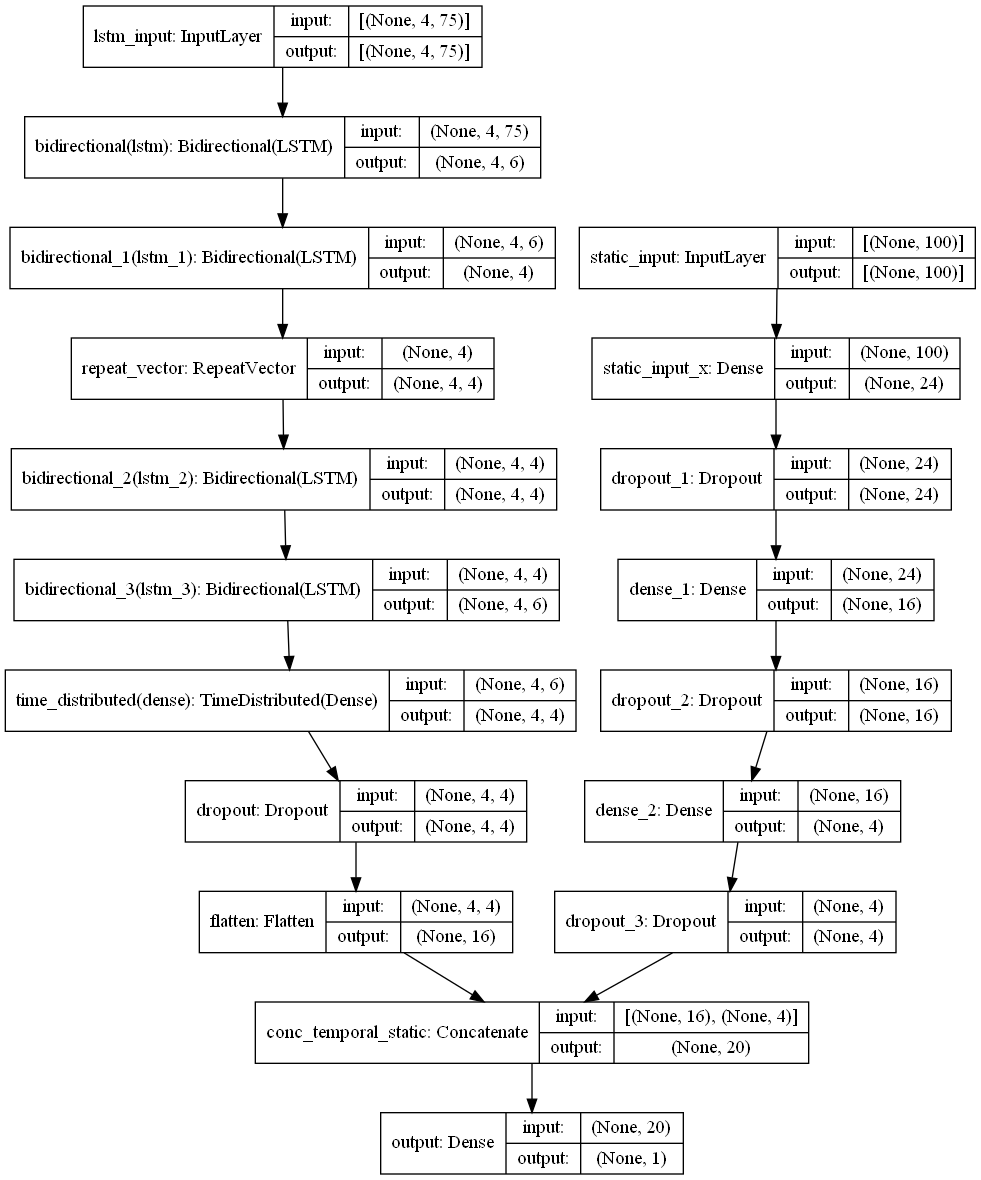 lstm_input: InputLayer
input: [(None, 4, 75)]
output: [(None, 4, 75)]
bidirectional(lstm): Bidirectional(LSTM)
input: (None, 4, 75)
output: (None, 4, 6)
bidirectional_1(lstm_1): Bidirectional(LSTM)
input: (None, 4, 6)
output: (None, 4)
static_input: InputLayer
input: [(None, 100)]
output: [(None, 100)]
repeat_vector: RepeatVector
input: (None, 4)
output: (None, 4, 4)
static_input_x: Dense
input: (None, 100)
output: (None, 24)
bidirectional_2(lstm_2): Bidirectional(LSTM)
input: (None, 4, 4)
output: (None, 4, 4)
dropout_1: Dropout
input: (None, 24)
output: (None, 24)
bidirectional_3(lstm_3): Bidirectional(LSTM)
input: (None, 4, 4)
output: (None, 4, 6)
dense_1: Dense
input: (None, 24)
output: (None, 16)
time_distributed(dense): TimeDistributed(Dense)
input: (None, 4, 6)
output: (None, 4, 4)
dropout_2: Dropout
input: (None, 16)
output: (None, 16)
dropout: Dropout
input: (None, 4, 4)
output: (None, 4, 4)
dense_2: Dense
input: (None, 16)
output: (None, 4)
flatten: Flatten
input: (None, 4, 4)
output: (None, 16)
dropout_3: Dropout
input: (None, 4)
output: (None, 4)
conc_temporal_static: Concatenate
input: [(None, 16), (None, 4)]
output: (None, 20)
output: Dense
input: (None, 20)
output: (None, 1)